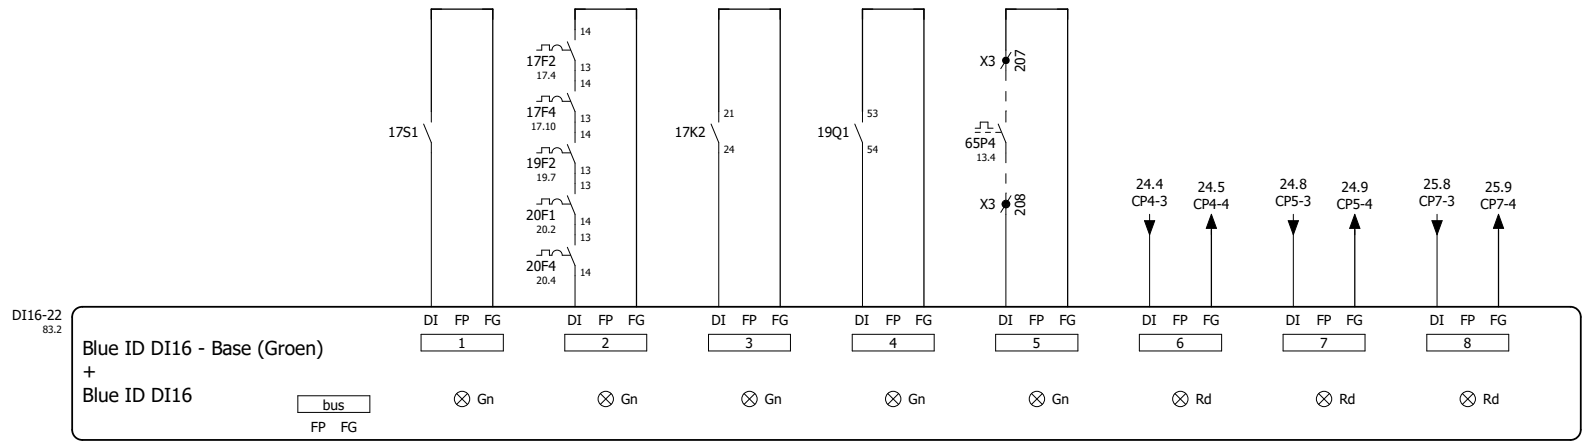 14
17F2
17.4
13
14
17F4
17.10
13
14
19F2
19.7
13
13
20F1
20.2
14
13
20F4
20.4
14
17S1
21
17K2
24
53
19Q1
54
X3
207
65P4
13.4
X3
208
24.4
CP4-3
24.5
CP4-4
24.8
CP5-3
24.9
CP5-4
25.8
CP7-3
25.9
CP7-4
DI16-22
83.2
DI FP FG DI FP FG DI FP FG DI FP FG DI FP FG DI FP FG DI FP FG DI FP FG
1 2 3 4 5 6 7 8
Blue ID DI16 - Base (Groen)
+
Blue ID DI16
Gn Gn Gn Gn Gn Rd Rd Rd
bus
FP FG